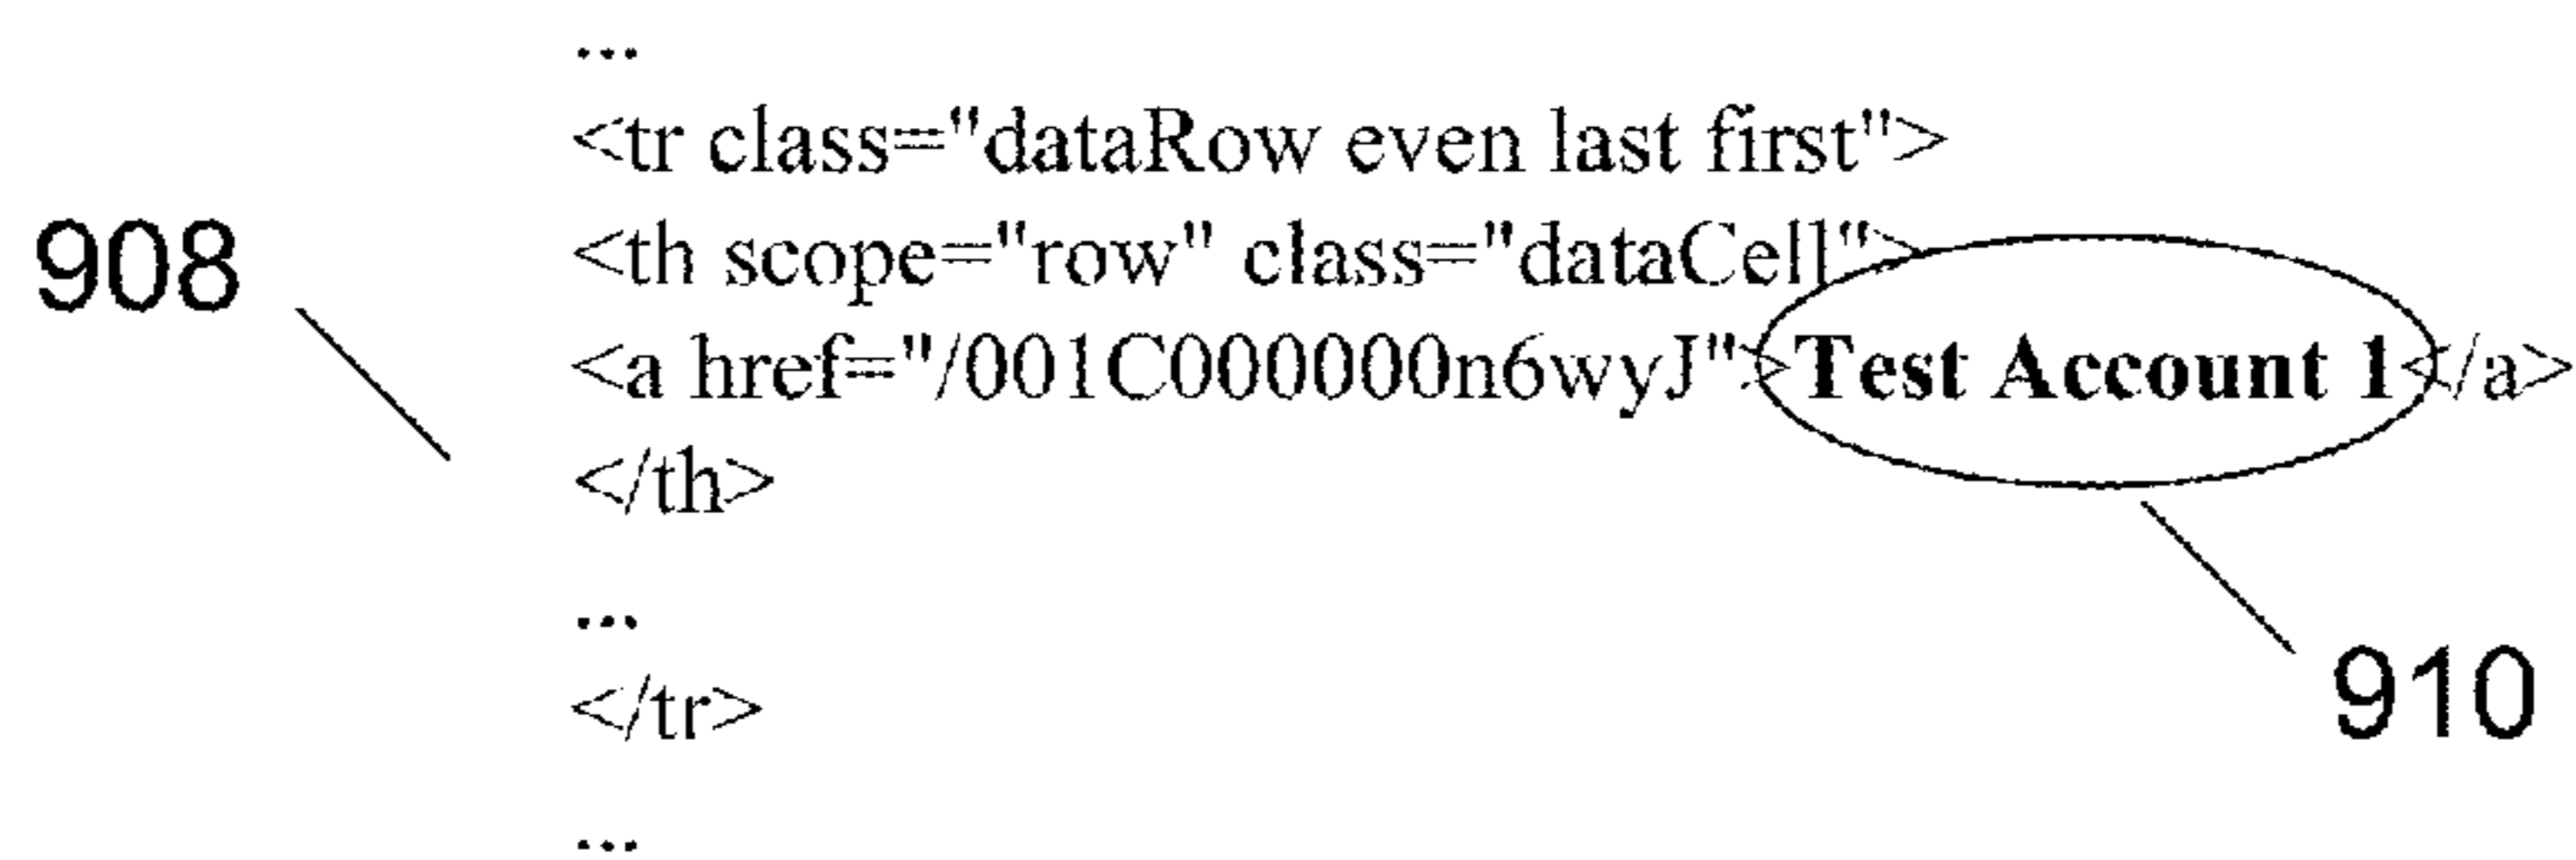 ...
<tr class="dataRow even last first">
908
<th scope="row" class="dataCell">
<a href="/001C000000n6wyJ">Test Account 1</a>
</th>
...
</tr>
910
...